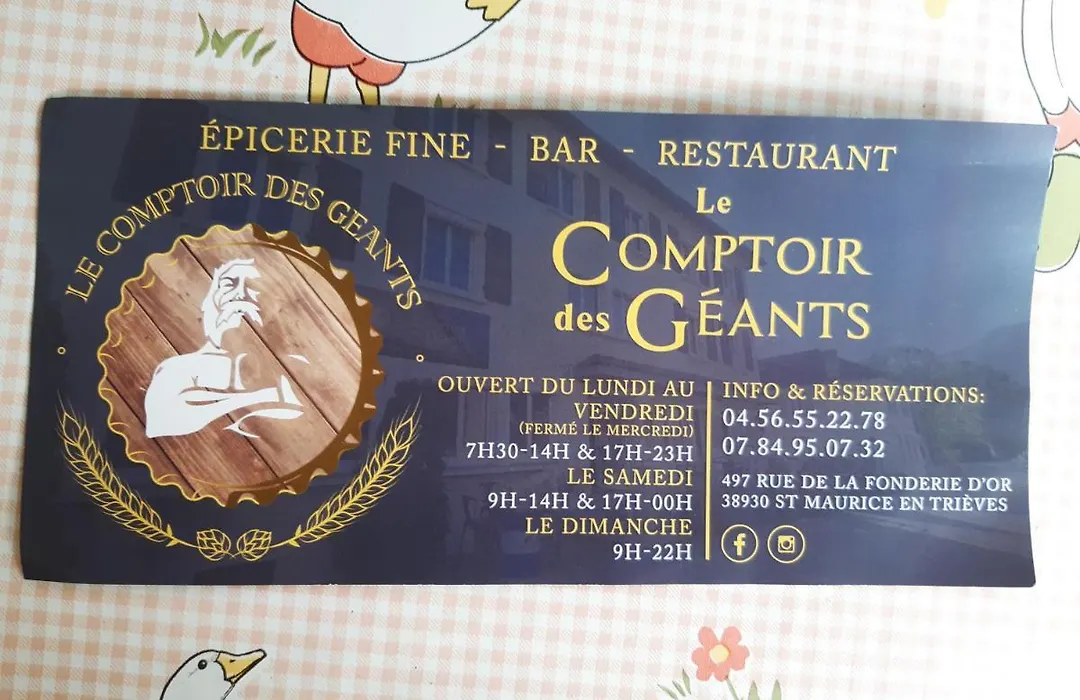 ÉPICERIE FINE - BAR - RESTAURANT
LE COMPTOIR DES GEANTS
Le
COMPTOIR
des GÉANTS
OUVERT DU LUNDI AU
VENDREDI
(FERMÉ LE MERCREDI)
7H30-14H & 17H-23H
LE SAMEDI
9H-14H & 17H-00H
LE DIMANCHE
9H-22H
INFO & RÉSERVATIONS:
04.56.55.22.78
07.84.95.07.32
497 RUE DE LA FONDERIE D'OR
38930 ST MAURICE EN TRIÈVES